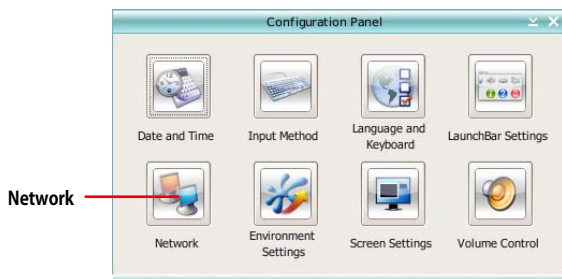 Configuration Panel
Date and Time
Input Method
Language and
Keyboard
LaunchBar Settings
Network
Network
Environment
Settings
Screen Settings
Volume Control